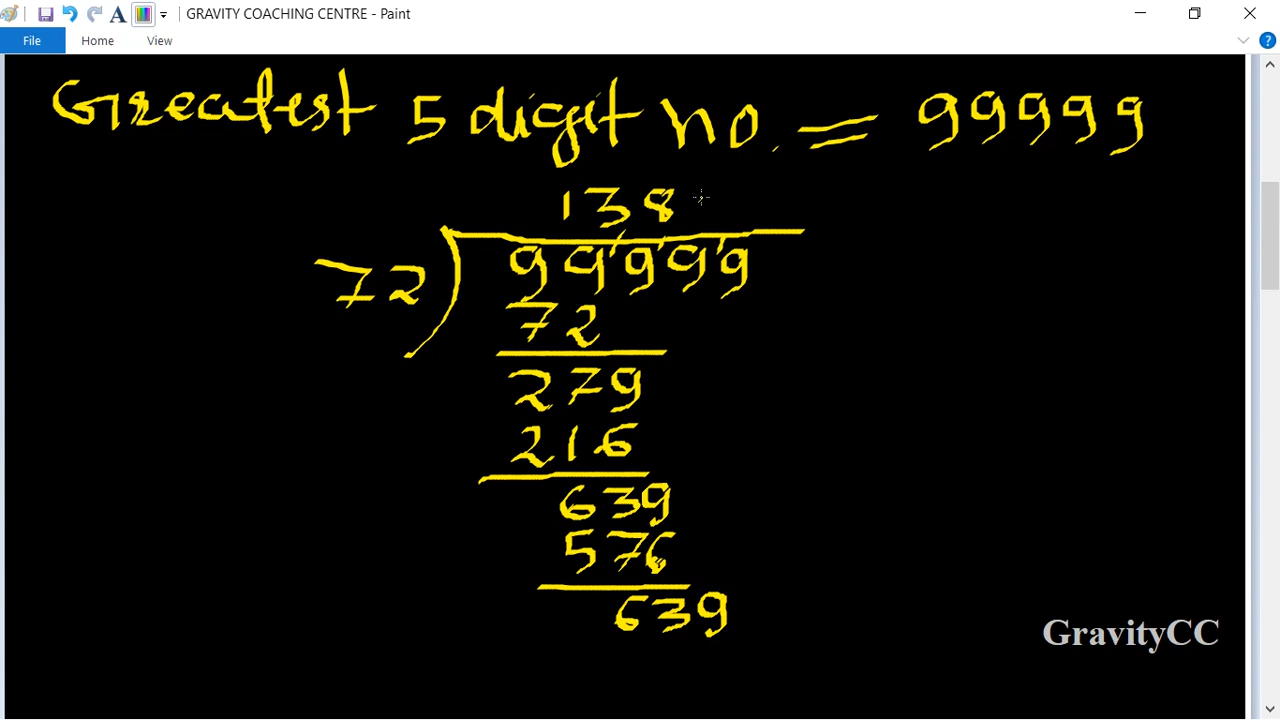 GRAVITY COACHING CENTRE - Paint
File Home View
Greatest 5 digit no. = 99999
138
72) 99999
72
279
216
639
576
639
GravityCC